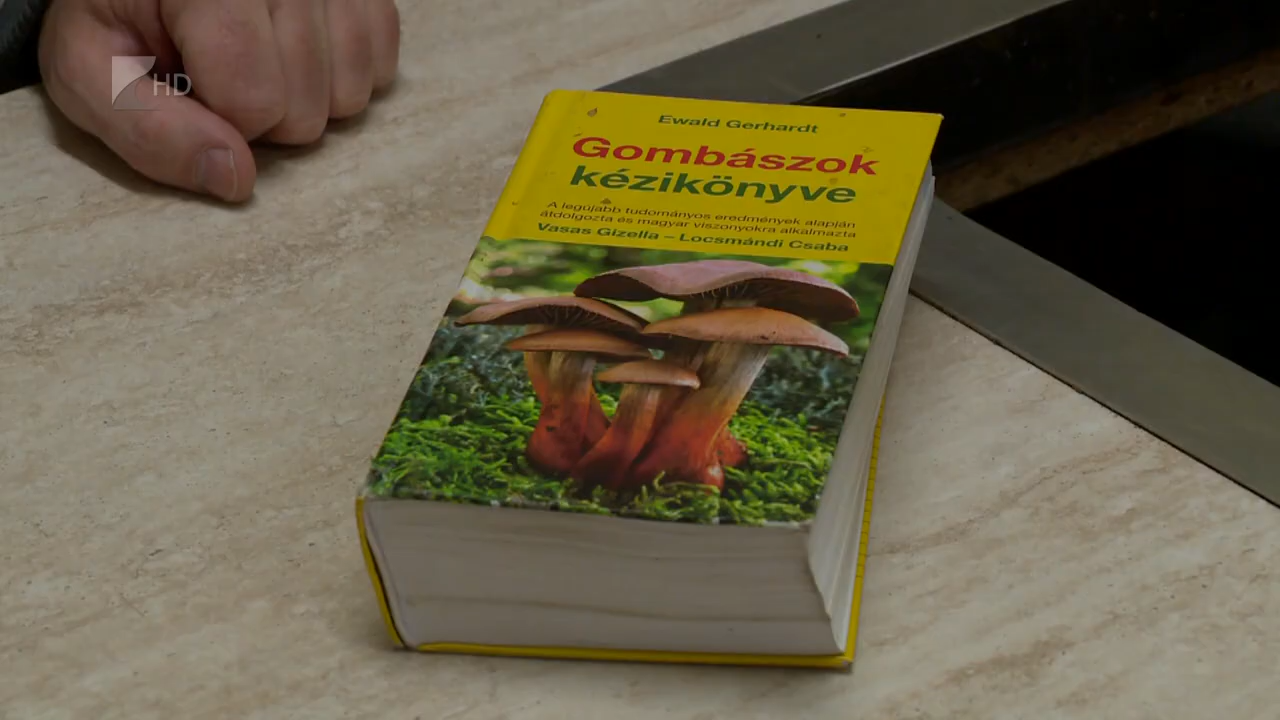 HD
Ewald Gerhardt
Gombászok
kézikönyve
A legújabb tudományos eredmények alapján
átdolgozta és magyar viszonyokra alkalmazta
Vasas Gizella – Locsmándi Csaba